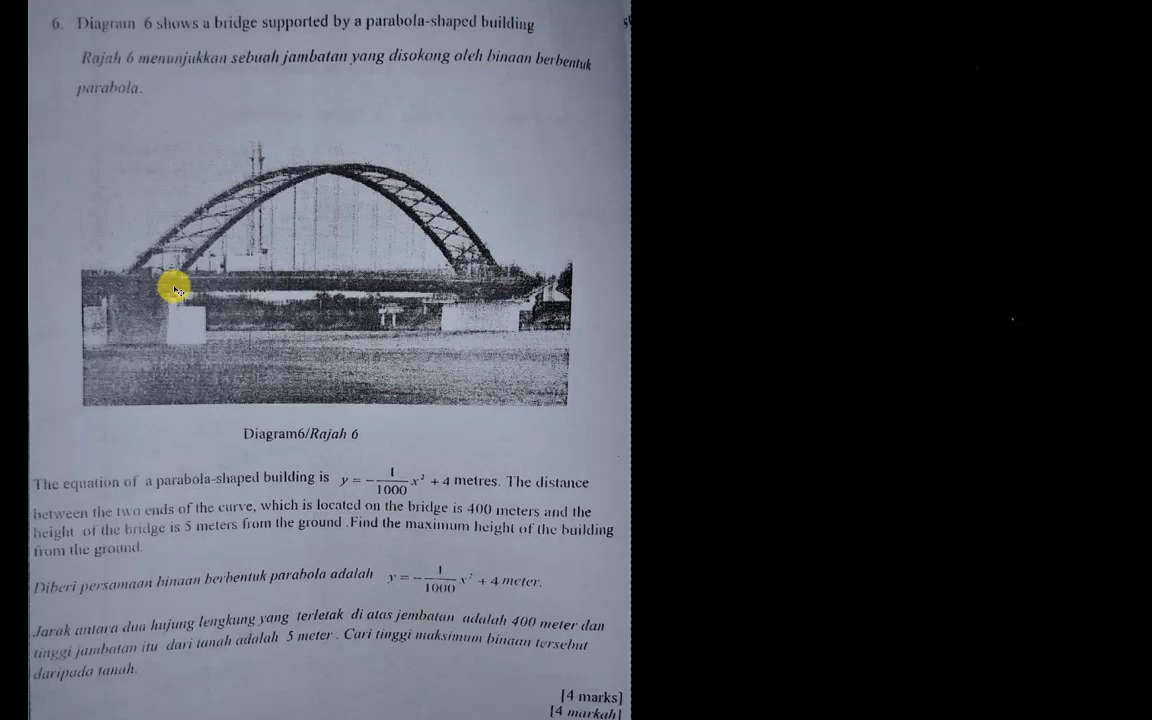 6. Diagram 6 shows a bridge supported by a parabola-shaped building
Rajah 6 menunjukkan sebuah jambatan yang disokong oleh binaan berbentuk
parabola.
Diagram6/Rajah 6
The equation of a parabola-shaped building is y = -1/1000 x² + 4 metres. The distance
between the two ends of the curve, which is located on the bridge is 400 meters and the
height of the bridge is 5 meters from the ground .Find the maximum height of the building
from the ground.
Diberi persamaan binaan berbentuk parabola adalah y = -1/1000 x² + 4 meter.
Jarak antara dua hujung lengkung yang terletak di atas jembatan adalah 400 meter dan
tinggi jambatan itu dari tanah adalah 5 meter . Cari tinggi maksimum binaan tersebut
daripada tanah.
[4 marks]
[4 markah]